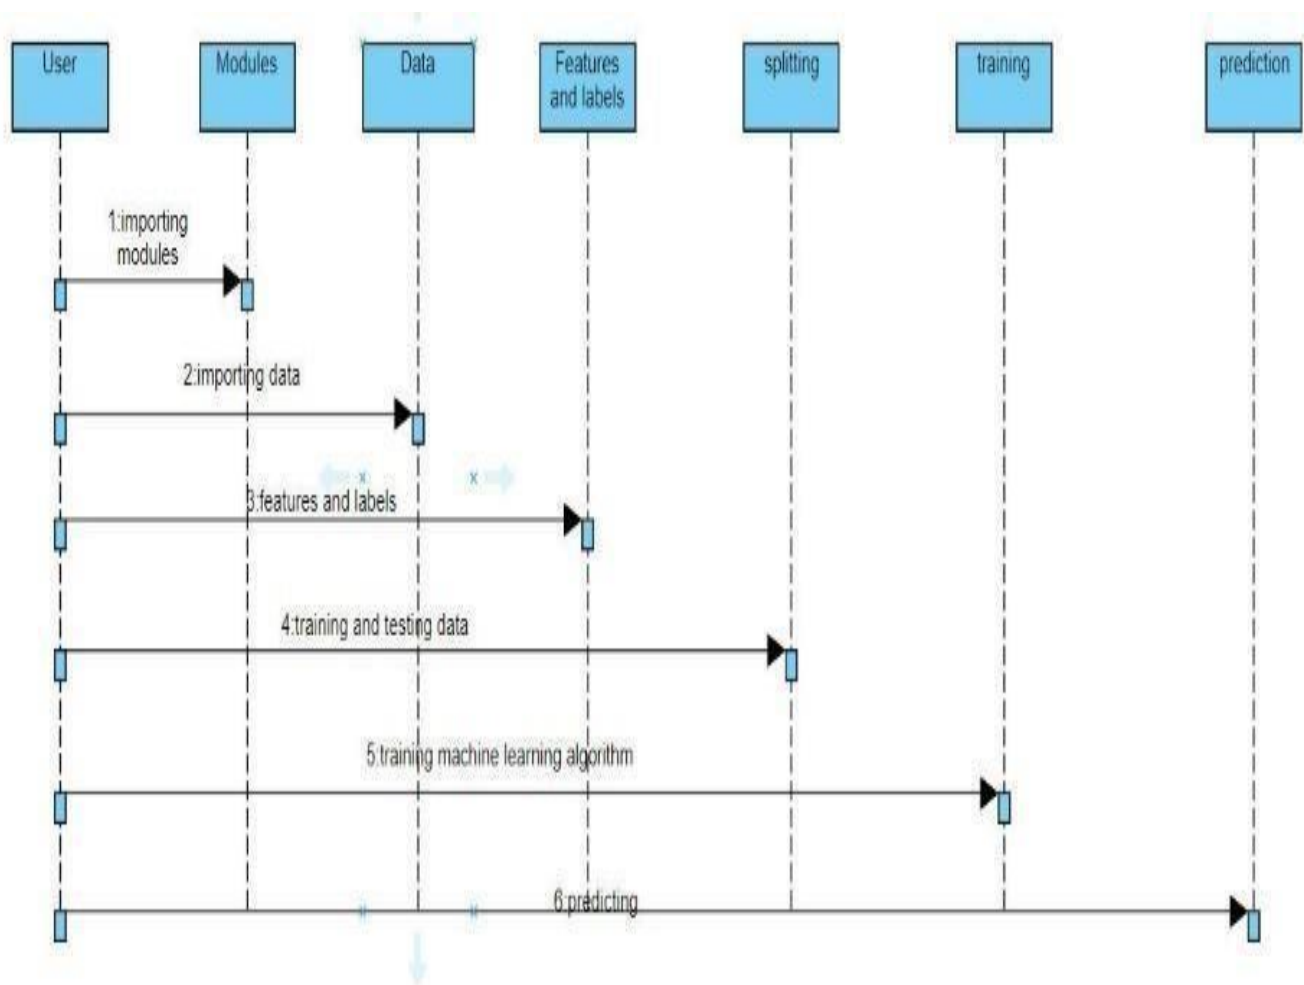 User
Modules
Data
Features
and labels
splitting
training
prediction
1:importing
modules
2:importing data
3:features and labels
4:training and testing data
5:training machine learning algorithm
6:predicting